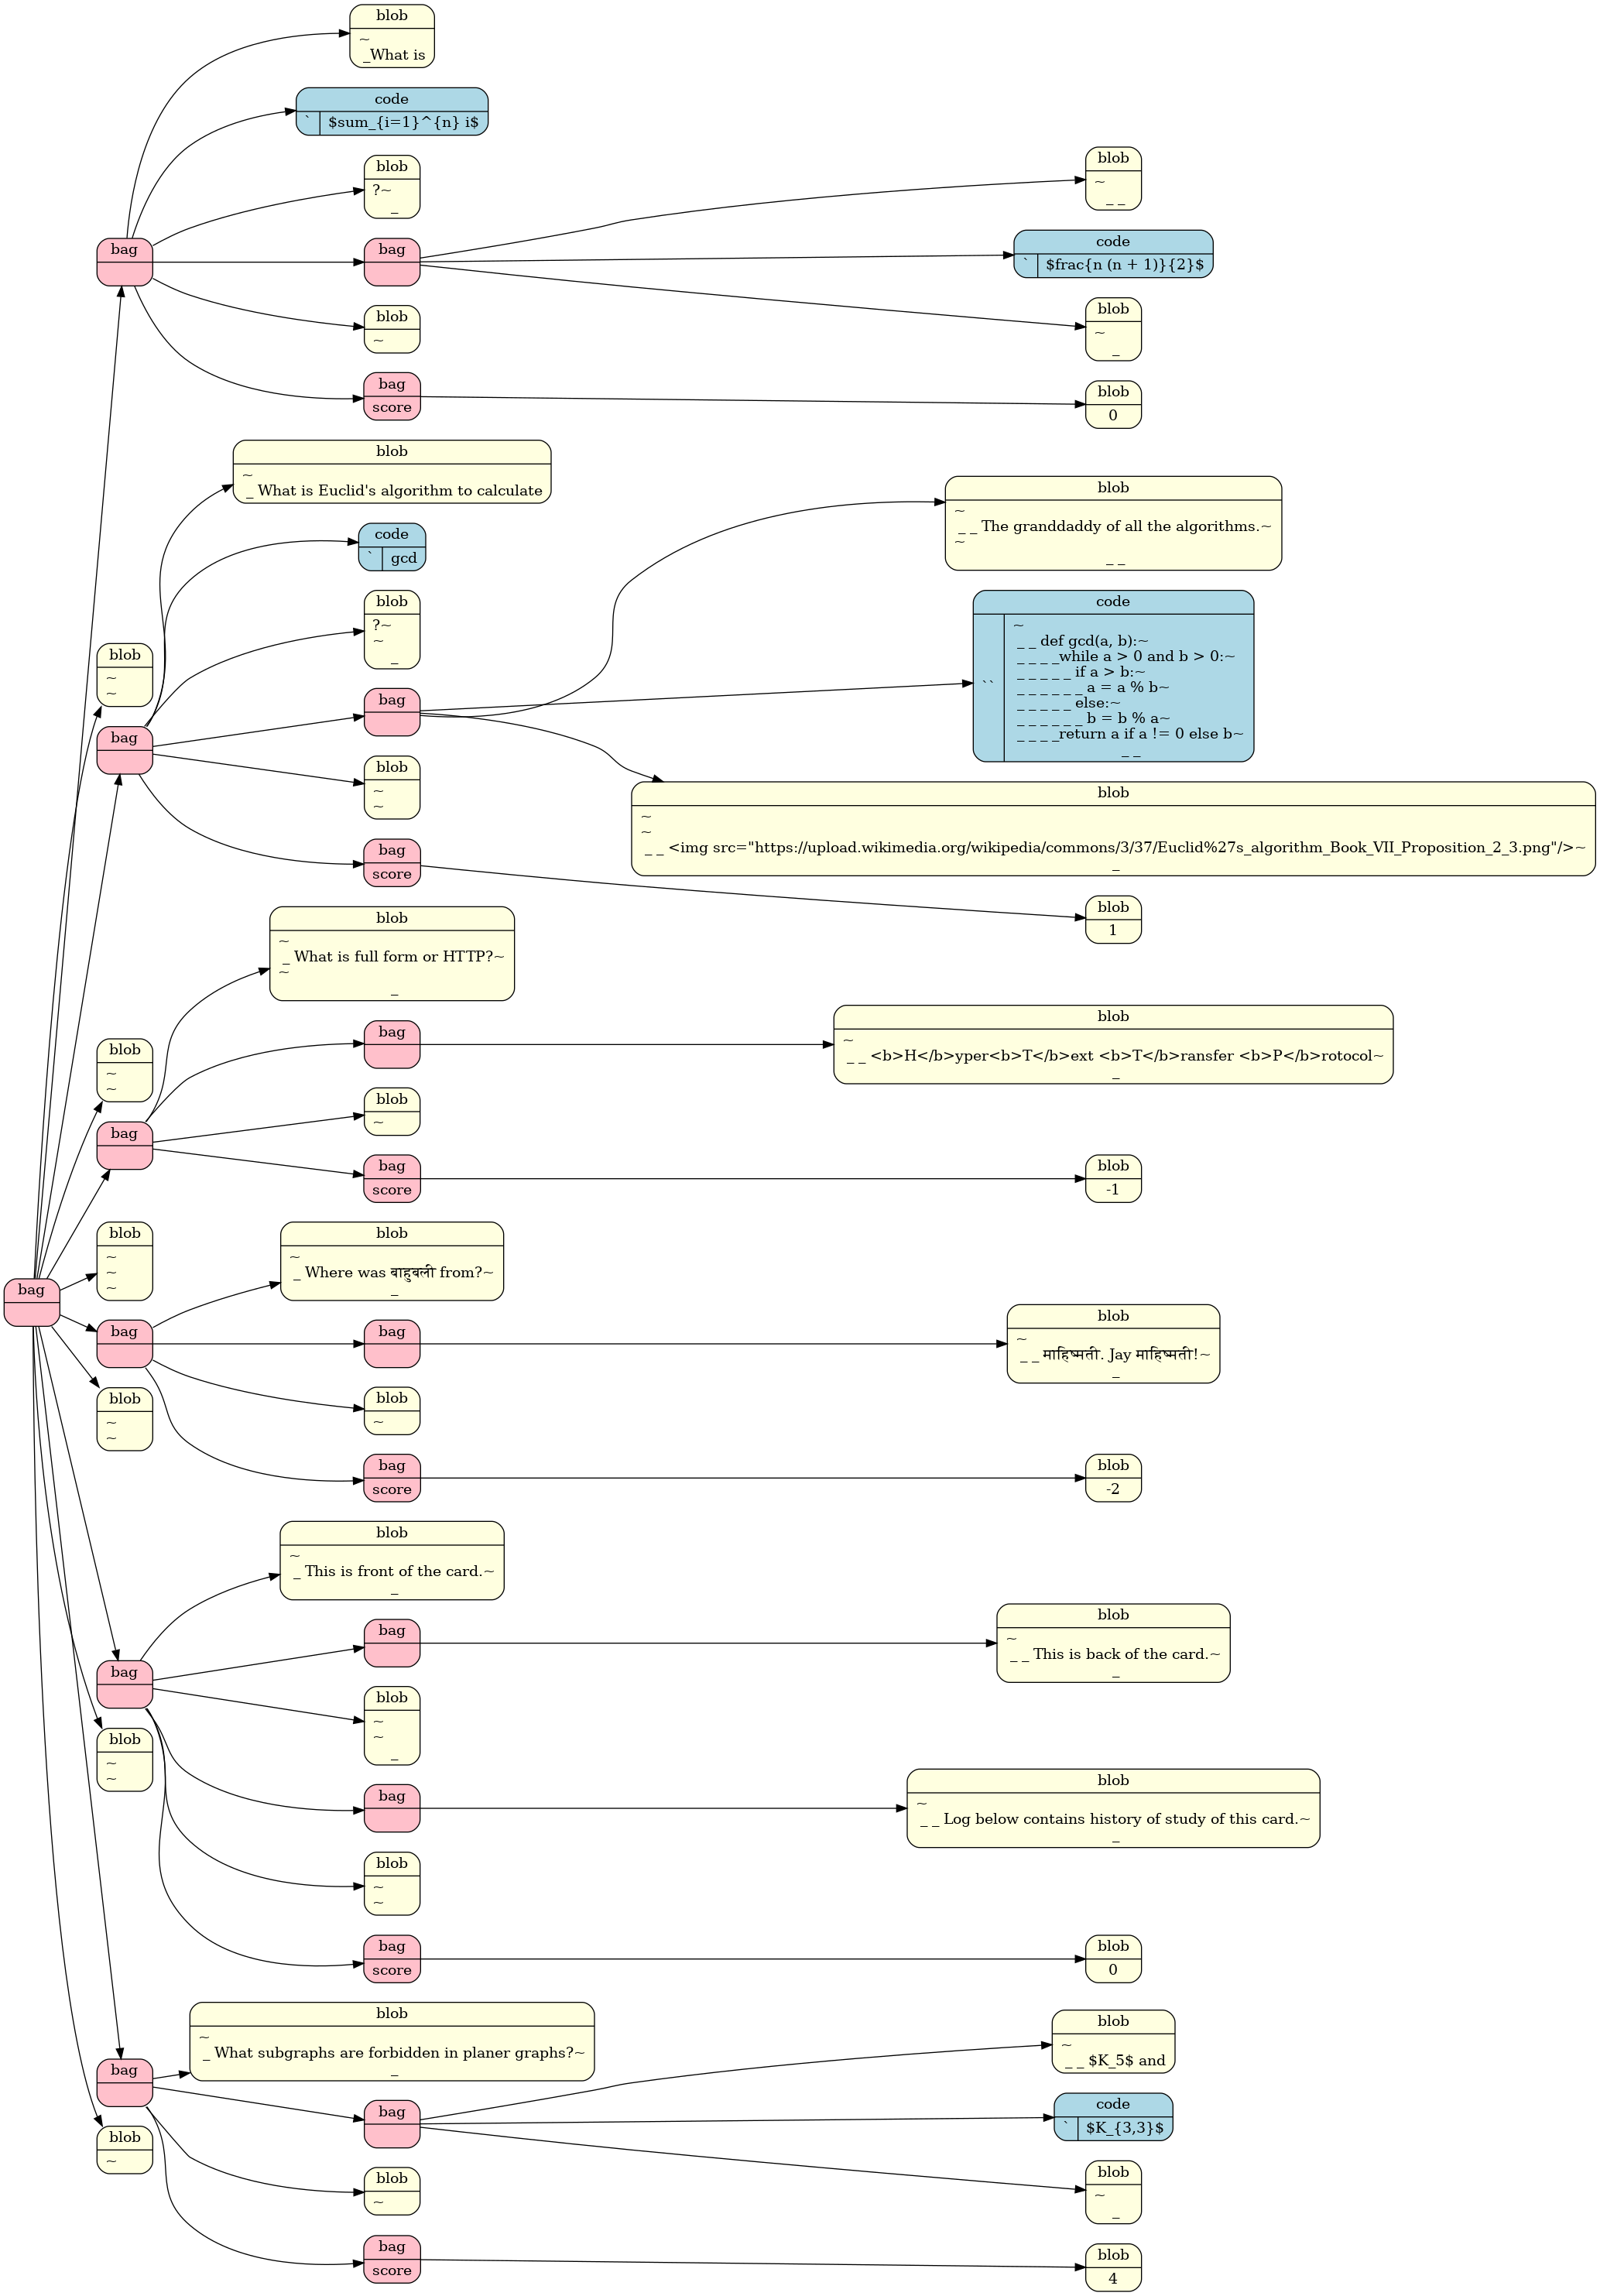 blob
~
_What is
code
` $sum_{i=1}^{n} i$
blob
?~
_
bag
bag
blob
~
_ _
code
` $frac{n (n + 1)}{2}$
blob
~
_
blob
~
bag
score
blob
0
blob
~
_ What is Euclid's algorithm to calculate
code
` gcd
blob
?~
~
_
blob
~
~
bag
bag
blob
~
_ _ The granddaddy of all the algorithms.~
~
_ _
code
``
~
_ _ def gcd(a, b):~
_ _ _ _while a > 0 and b > 0:~
_ _ _ _ _ if a > b:~
_ _ _ _ _ _ a = a % b~
_ _ _ _ _ else:~
_ _ _ _ _ _ b = b % a~
_ _ _ _return a if a != 0 else b~
_ _
blob
~
~
_ _ <img src="https://upload.wikimedia.org/wikipedia/commons/3/37/Euclid%27s_algorithm_Book_VII_Proposition_2_3.png"/>~
_
blob
~
~
bag
score
blob
1
blob
~
_ What is full form or HTTP?~
~
_
blob
~
~
bag
bag
blob
~
_ _ <b>H</b>yper<b>T</b>ext <b>T</b>ransfer <b>P</b>rotocol~
_
blob
~
bag
score
blob
-1
bag
blob
~
~
~
blob
~
_ Where was बाहुबली from?~
_
bag
bag
blob
~
_ _ माहिष्मती. Jay माहिष्मती!~
_
blob
~
~
blob
~
bag
score
blob
-2
blob
~
_ This is front of the card.~
_
bag
bag
blob
~
_ _ This is back of the card.~
_
blob
~
~
_
blob
~
~
bag
blob
~
_ _ Log below contains history of study of this card.~
_
blob
~
~
bag
score
blob
0
blob
~
_ What subgraphs are forbidden in planer graphs?~
_
bag
bag
blob
~
_ _ $K_5$ and
code
` $K_{3,3}$
blob
~
_
blob
~
blob
~
bag
score
blob
4